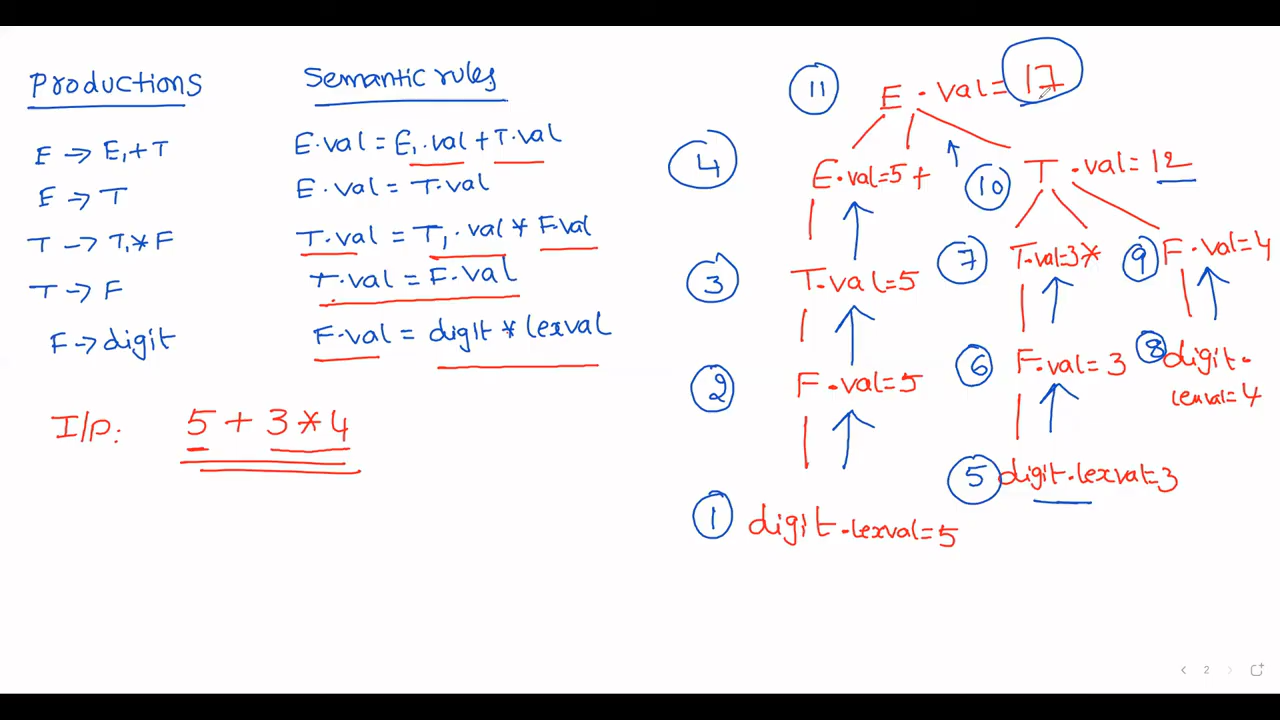 Productions Semantic rules
E → E₁+T E.val = E₁.val + T.val
E → T E.val = T.val
T → T₁*F T.val = T₁.val * F.val
T → F T.val = F.val
F → digit F.val = digit * lexval
I/p: 5 + 3 * 4
11 E.val = 17
4 E.val=5 + 10 T.val = 12
3 T.val = 5 7 T.val=3 * 9 F.val = 4
2 F.val = 5 6 F.val = 3 8 digit.
lexval=4
5 digit.lexval=3
1 digit.lexval=5
2